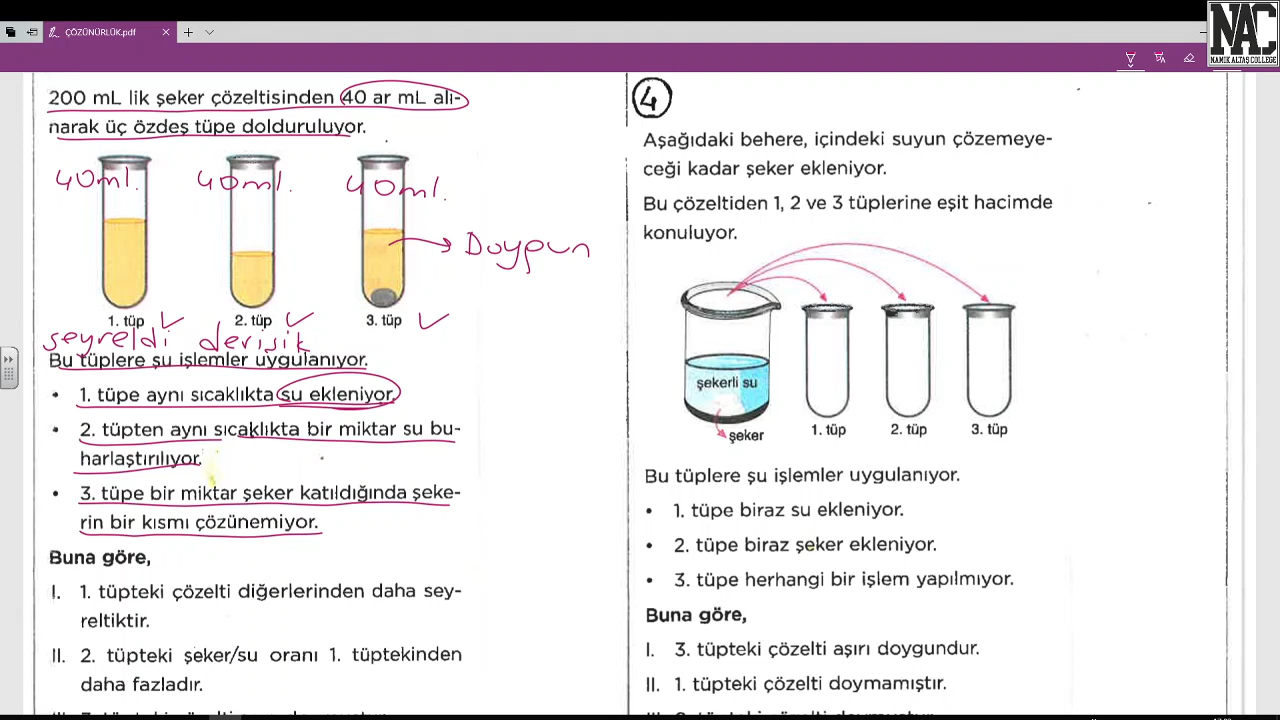 ÇÖZÜNÜRLÜK.pdf
NAC
NAMIK ALTAŞ COLLEGE
200 mL lik şeker çözeltisinden 40 ar mL alı-
narak üç özdeş tüpe dolduruluyor.
40ml.
40ml.
40ml.
Doygun
1. tüp
2. tüp
3. tüp
seyreldi
derişik
Bu tüplere şu işlemler uygulanıyor.
• 1. tüpe aynı sıcaklıkta su ekleniyor.
• 2. tüpten aynı sıcaklıkta bir miktar su bu-
harlaştırılıyor.
• 3. tüpe bir miktar şeker katıldığında şeke-
rin bir kısmı çözünemiyor.
Buna göre,
I. 1. tüpteki çözelti diğerlerinden daha sey-
reltiktir.
II. 2. tüpteki şeker/su oranı 1. tüptekinden
daha fazladır.
4
Aşağıdaki behere, içindeki suyun çözemeye-
ceği kadar şeker ekleniyor.
Bu çözeltiden 1, 2 ve 3 tüplerine eşit hacimde
konuluyor.
şekerli su
şeker
1. tüp
2. tüp
3. tüp
Bu tüplere şu işlemler uygulanıyor.
• 1. tüpe biraz su ekleniyor.
• 2. tüpe biraz şeker ekleniyor.
• 3. tüpe herhangi bir işlem yapılmıyor.
Buna göre,
I. 3. tüpteki çözelti aşırı doygundur.
II. 1. tüpteki çözelti doymamıştır.